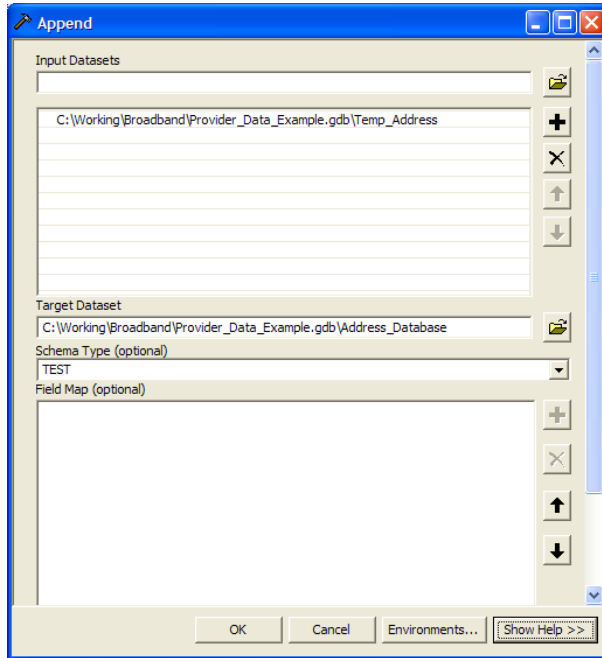 Append
Input Datasets
C:\Working\Broadband\Provider_Data_Example.gdb\Temp_Address
Target Dataset
C:\Working\Broadband\Provider_Data_Example.gdb\Address_Database
Schema Type (optional)
TEST
Field Map (optional)
OK Cancel Environments... Show Help >>